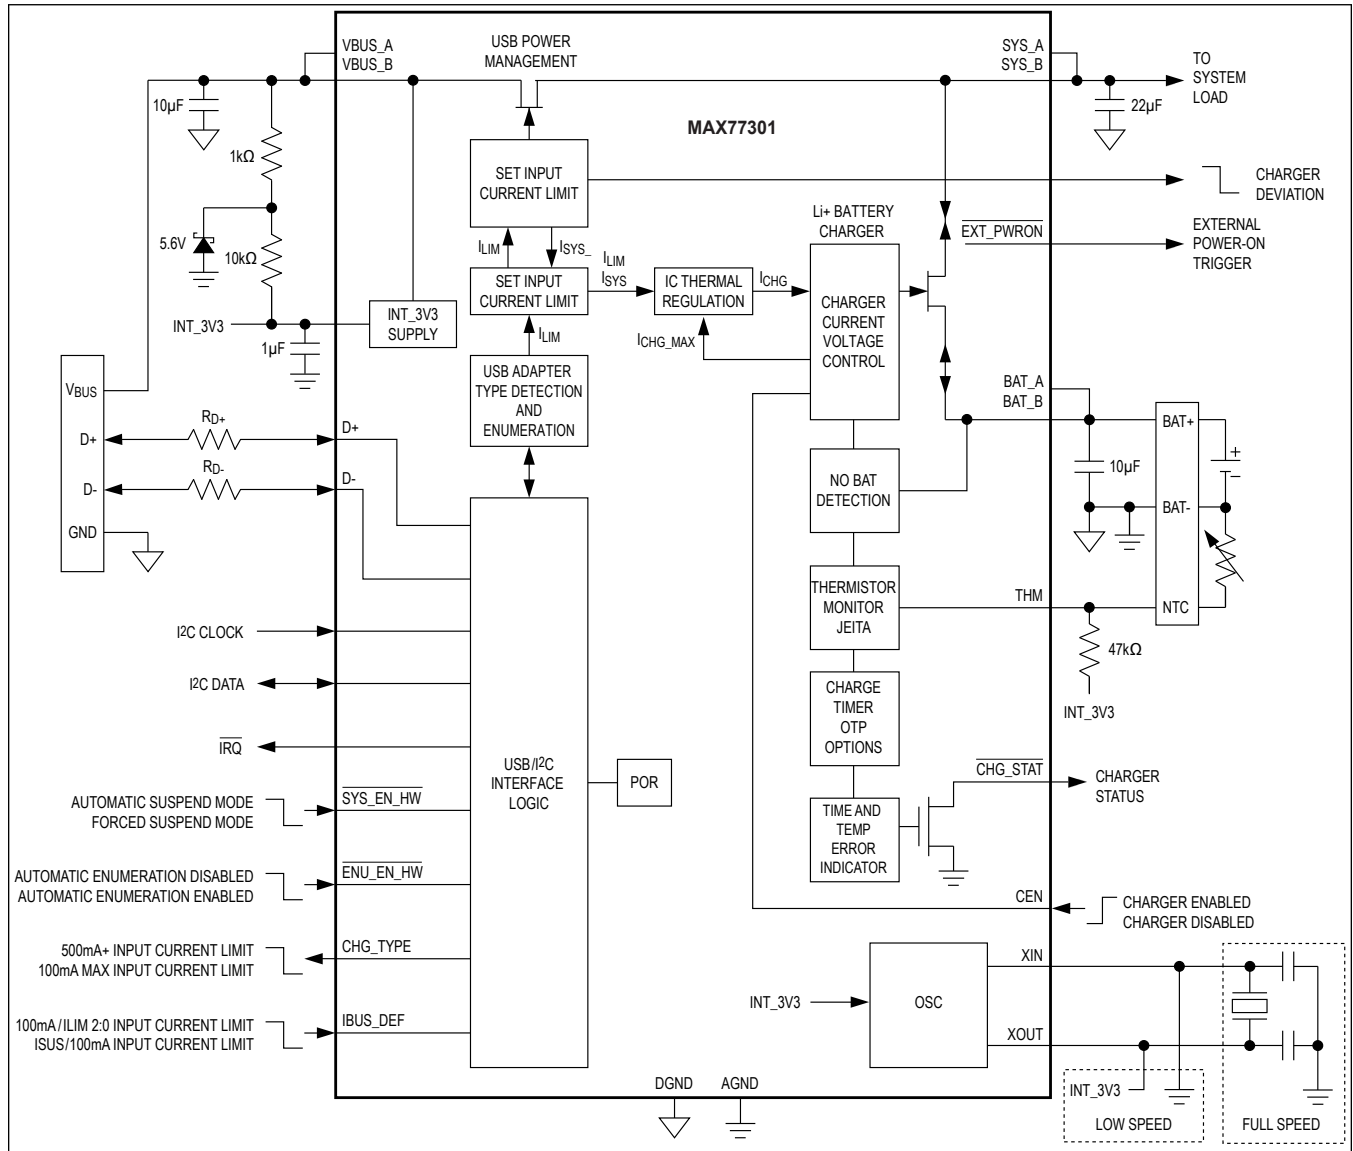 VBUS_A
VBUS_B
USB POWER
MANAGEMENT
SYS_A
SYS_B
TO
SYSTEM
LOAD
10µF
22µF
MAX77301
1kΩ
SET INPUT
CURRENT LIMIT
CHARGER
DEVIATION
Li+ BATTERY
CHARGER
EXT_PWRON
EXTERNAL
POWER-ON
TRIGGER
5.6V
10kΩ
ILIM
ISYS_
ILIM
ISYS
SET INPUT
CURRENT LIMIT
IC THERMAL
REGULATION
ICHG
CHARGER
CURRENT
VOLTAGE
CONTROL
INT_3V3
INT_3V3
SUPPLY
1µF
ILIM
ICHG_MAX
USB ADAPTER
TYPE DETECTION
AND
ENUMERATION
BAT_A
BAT_B
VBUS
RD+
D+
D+
BAT+
+
RD-
D-
D-
NO BAT
DETECTION
10µF
BAT-
GND
THERMISTOR
MONITOR
JEITA
THM
NTC
I2C CLOCK
47kΩ
I2C DATA
CHARGE
TIMER
OTP
OPTIONS
INT_3V3
IRQ
USB/I2C
INTERFACE
LOGIC
POR
CHG_STAT
CHARGER
STATUS
AUTOMATIC SUSPEND MODE
FORCED SUSPEND MODE
SYS_EN_HW
TIME AND
TEMP
ERROR
INDICATOR
AUTOMATIC ENUMERATION DISABLED
AUTOMATIC ENUMERATION ENABLED
ENU_EN_HW
CEN
CHARGER ENABLED
CHARGER DISABLED
500mA+ INPUT CURRENT LIMIT
100mA MAX INPUT CURRENT LIMIT
CHG_TYPE
XIN
INT_3V3
OSC
100mA/ILIM 2:0 INPUT CURRENT LIMIT
ISUS/100mA INPUT CURRENT LIMIT
IBUS_DEF
XOUT
DGND
AGND
INT_3V3
LOW SPEED
FULL SPEED